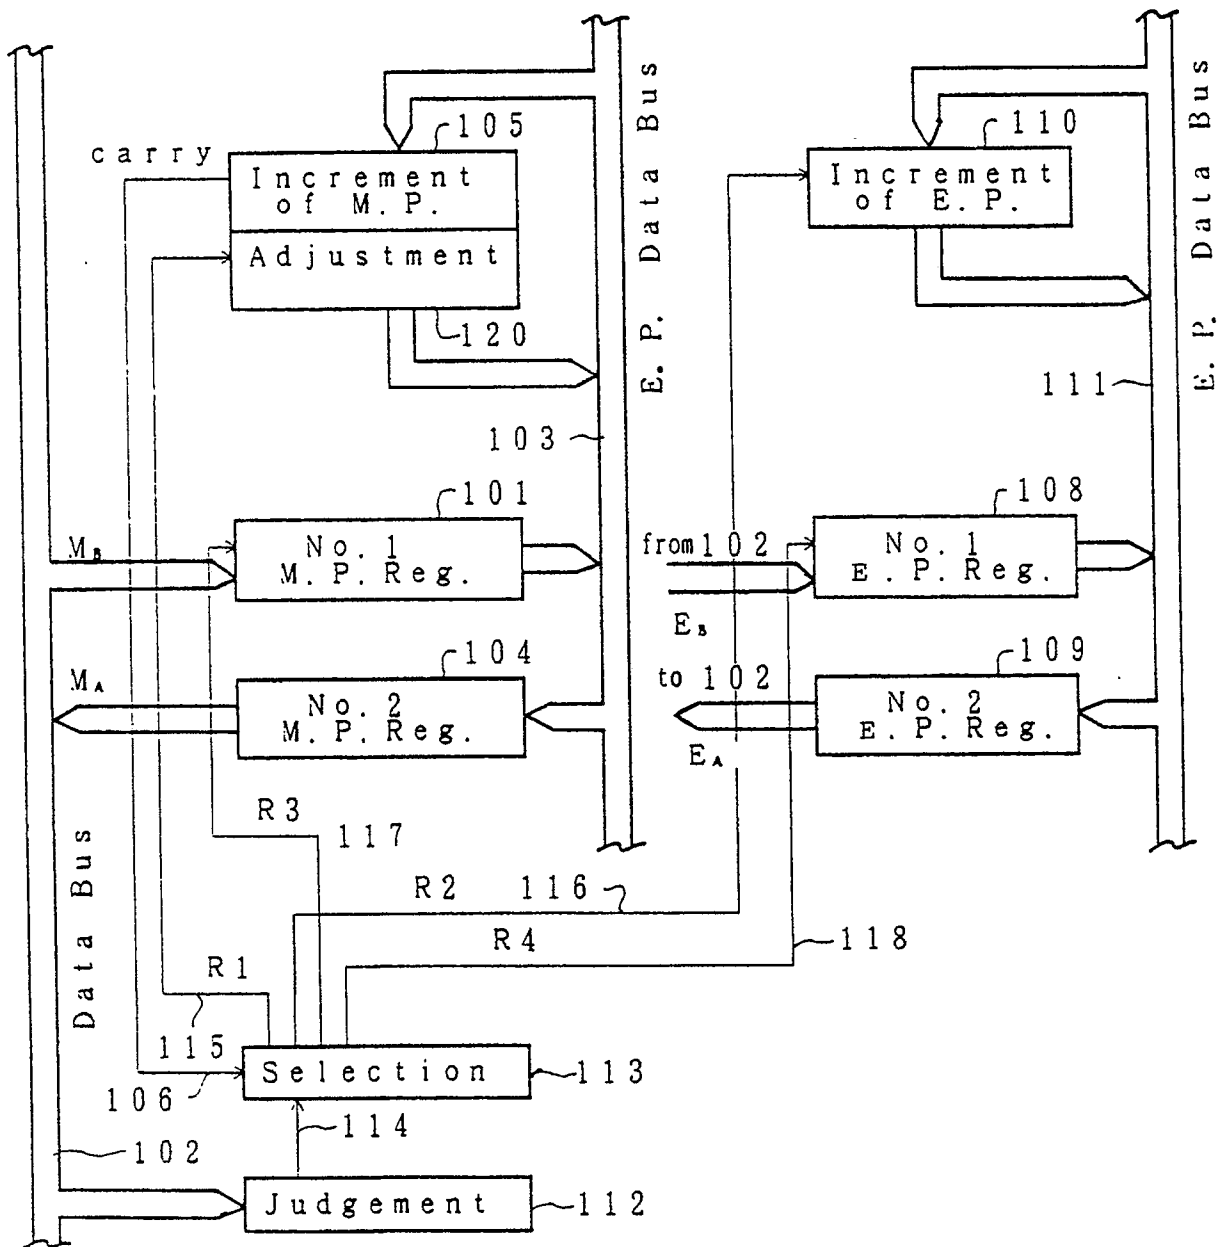 carry
105
Increment
of M.P.
Adjustment
120
E. P. Data Bus
103
110
Increment
of E.P.
111
E. P. Data Bus
101
No. 1
M.P.Reg.
MB
104
No. 2
M.P.Reg.
MA
from 102
EB
108
No. 1
E.P.Reg.
to 102
EA
109
No. 2
E.P.Reg.
Data Bus
R3
117
R2
116
R4
118
R1
115
106
Selection
113
114
102
Judgement
112